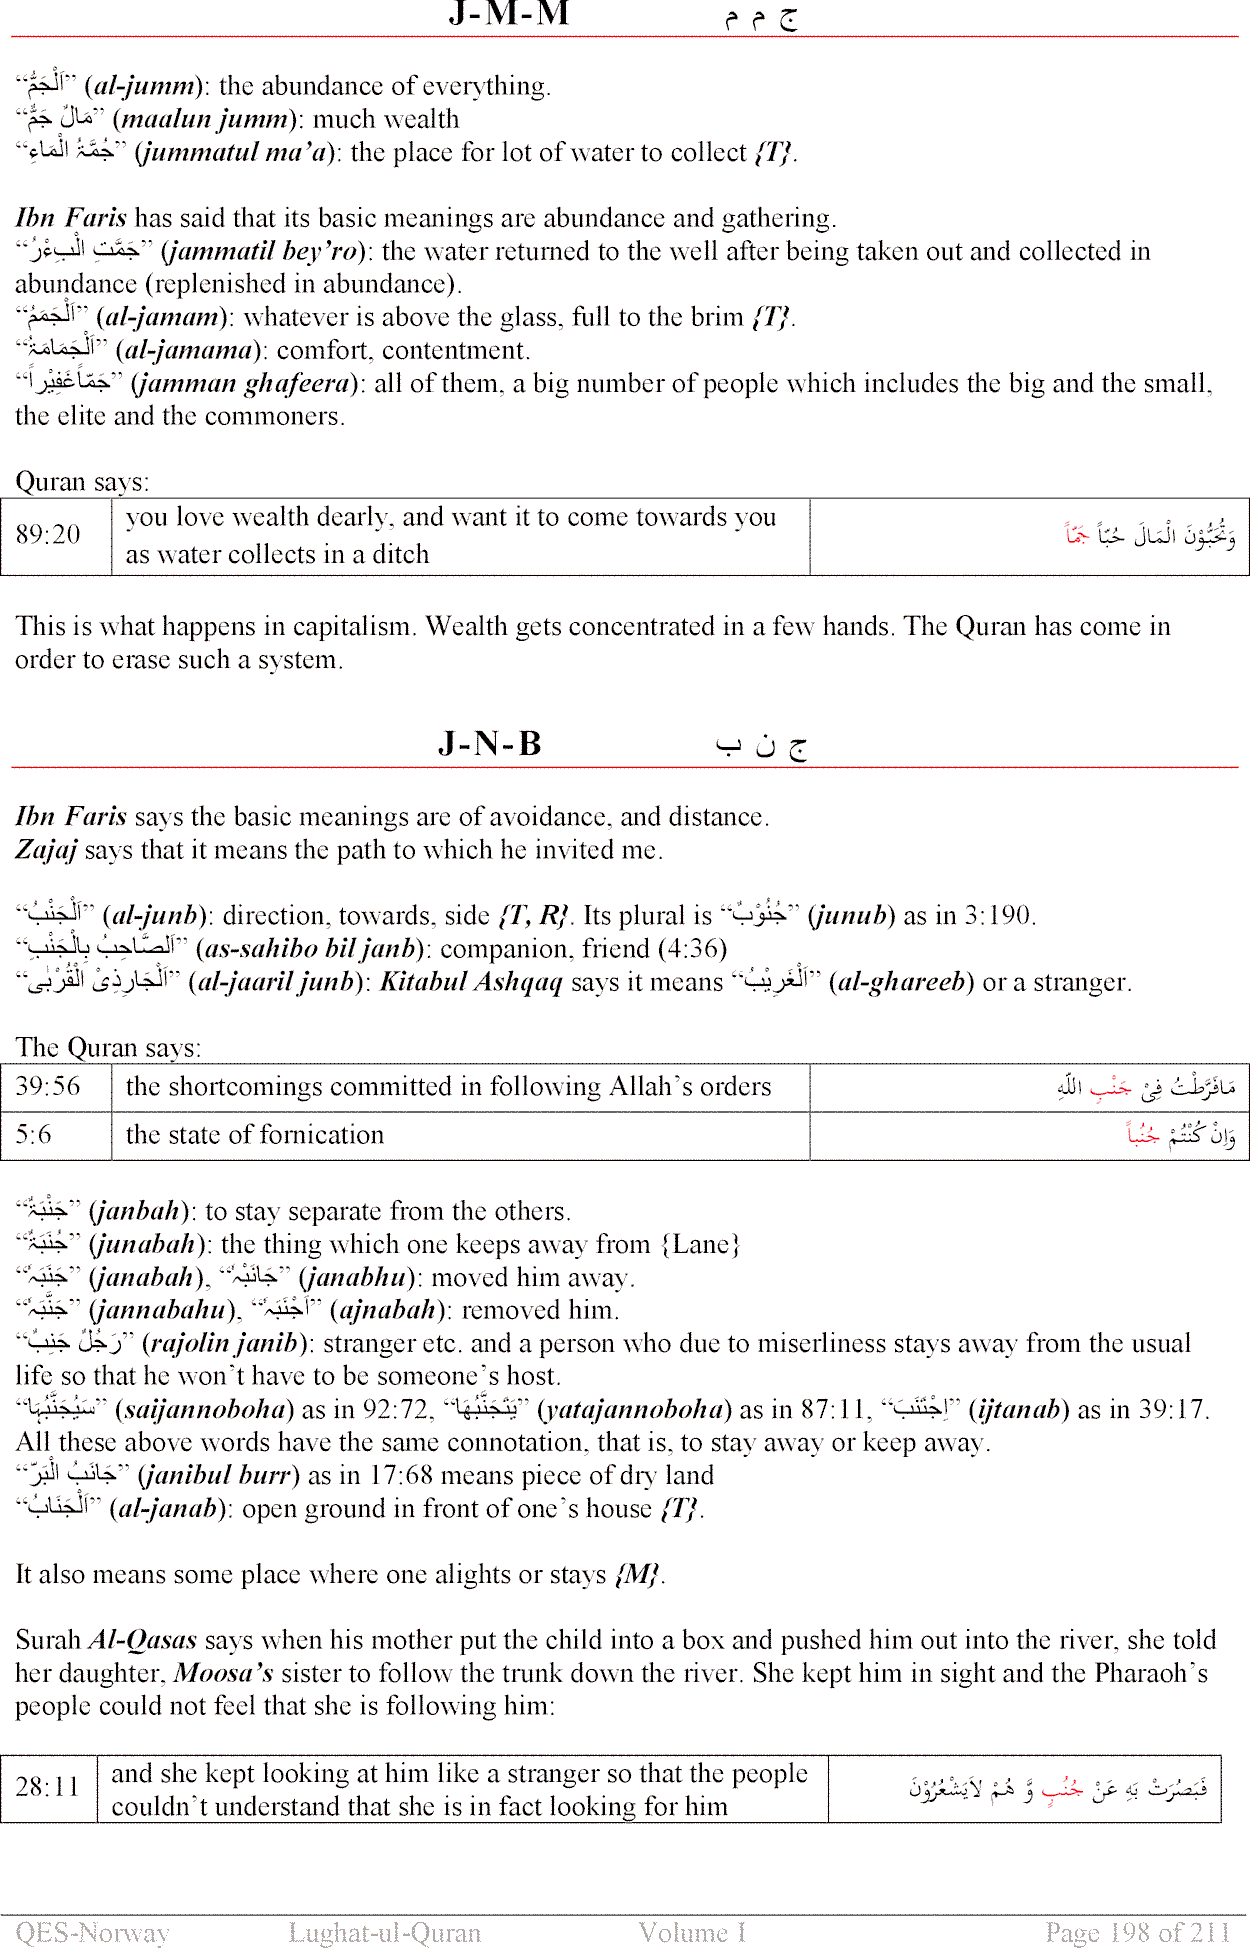 J-M-M ج م م
“اَلْجَمُّ” (al-jumm): the abundance of everything.
“مَالٌ جَمٌّ” (maalun jumm): much wealth
“جُمَّۃُ الْمَاءِ” (jummatul ma’a): the place for lot of water to collect {T}.
Ibn Faris has said that its basic meanings are abundance and gathering.
“جَمَّتِ الْبِءْرُ” (jammatil bey’ro): the water returned to the well after being taken out and collected in
abundance (replenished in abundance).
“اَلْجَمَمُ” (al-jamam): whatever is above the glass, full to the brim {T}.
“اَلْجَمَامَۃُ” (al-jamama): comfort, contentment.
“جَمّاًغَفِیْراً” (jamman ghafeera): all of them, a big number of people which includes the big and the small,
the elite and the commoners.
Quran says:
89:20 you love wealth dearly, and want it to come towards you وَتُحِبُّوْنَ الْمَالَ حُبّاً جَمّاً
as water collects in a ditch
This is what happens in capitalism. Wealth gets concentrated in a few hands. The Quran has come in
order to erase such a system.
J-N-B ج ن ب
Ibn Faris says the basic meanings are of avoidance, and distance.
Zajaj says that it means the path to which he invited me.
“اَلْجَنْبُ” (al-junb): direction, towards, side {T, R}. Its plural is “جُنُوْبٌ” (junub) as in 3:190.
“اَلصَّاحِبُ بِالْجَنْبِ” (as-sahibo bil janb): companion, friend (4:36)
“اَلْجَارِذِیْ الْقُرْبٰی” (al-jaaril junb): Kitabul Ashqaq says it means “اَلْغَرِیْبُ” (al-ghareeb) or a stranger.
The Quran says:
39:56 the shortcomings committed in following Allah’s orders مَافَرَّطْتُ فِیْ جَنْبِ اللّٰہِ
5:6 the state of fornication وَاِنْ کُنْتُمْ جُنُباً
“جَنْبَۃٌ” (janbah): to stay separate from the others.
“جُنَبَۃٌ” (junabah): the thing which one keeps away from {Lane}
“جَنَبَہٗ” (janabah), “جَانَبْہٗ” (janabhu): moved him away.
“جَنَّبَہٗ” (jannabahu), “اَجْنَبَہٗ” (ajnabah): removed him.
“رَجُلٌ جَنِبٌ” (rajolin janib): stranger etc. and a person who due to miserliness stays away from the usual
life so that he won’t have to be someone’s host.
“سَیُجَنَّبُہَا” (saijannoboha) as in 92:72, “یَتَجَنَّبُھَا” (yatajannoboha) as in 87:11, “اِجْتَنَبَ” (ijtanab) as in 39:17.
All these above words have the same connotation, that is, to stay away or keep away.
“جَانَبُ الْبَرّ” (janibul burr) as in 17:68 means piece of dry land
“اَلْجَنَابُ” (al-janab): open ground in front of one’s house {T}.
It also means some place where one alights or stays {M}.
Surah Al-Qasas says when his mother put the child into a box and pushed him out into the river, she told
her daughter, Moosa’s sister to follow the trunk down the river. She kept him in sight and the Pharaoh’s
people could not feel that she is following him:
28:11 and she kept looking at him like a stranger so that the people فَبَصُرَتْ بِہٖ عَنْ جُنُبٍ وَّ ھُمْ لَایَشْعُرُوْنَ
couldn’t understand that she is in fact looking for him
QES-Norway Lughat-ul-Quran Volume I Page 198 of 211